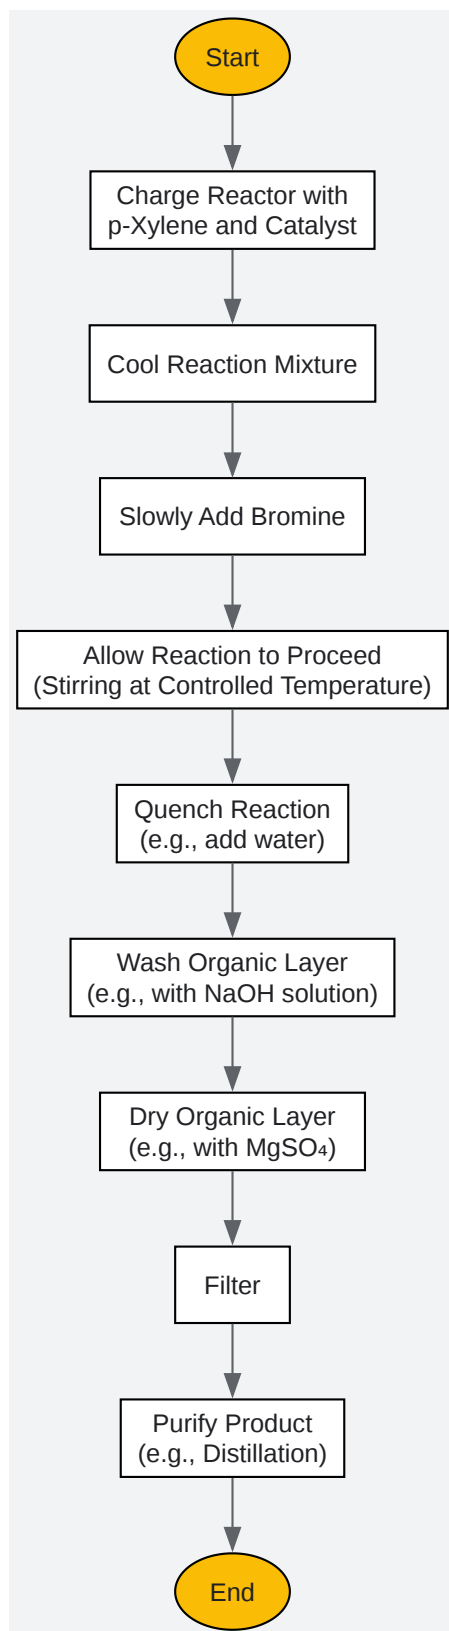 Start
Charge Reactor with
p-Xylene and Catalyst
Cool Reaction Mixture
Slowly Add Bromine
Allow Reaction to Proceed
(Stirring at Controlled Temperature)
Quench Reaction
(e.g., add water)
Wash Organic Layer
(e.g., with NaOH solution)
Dry Organic Layer
(e.g., with MgSO₄)
Filter
Purify Product
(e.g., Distillation)
End